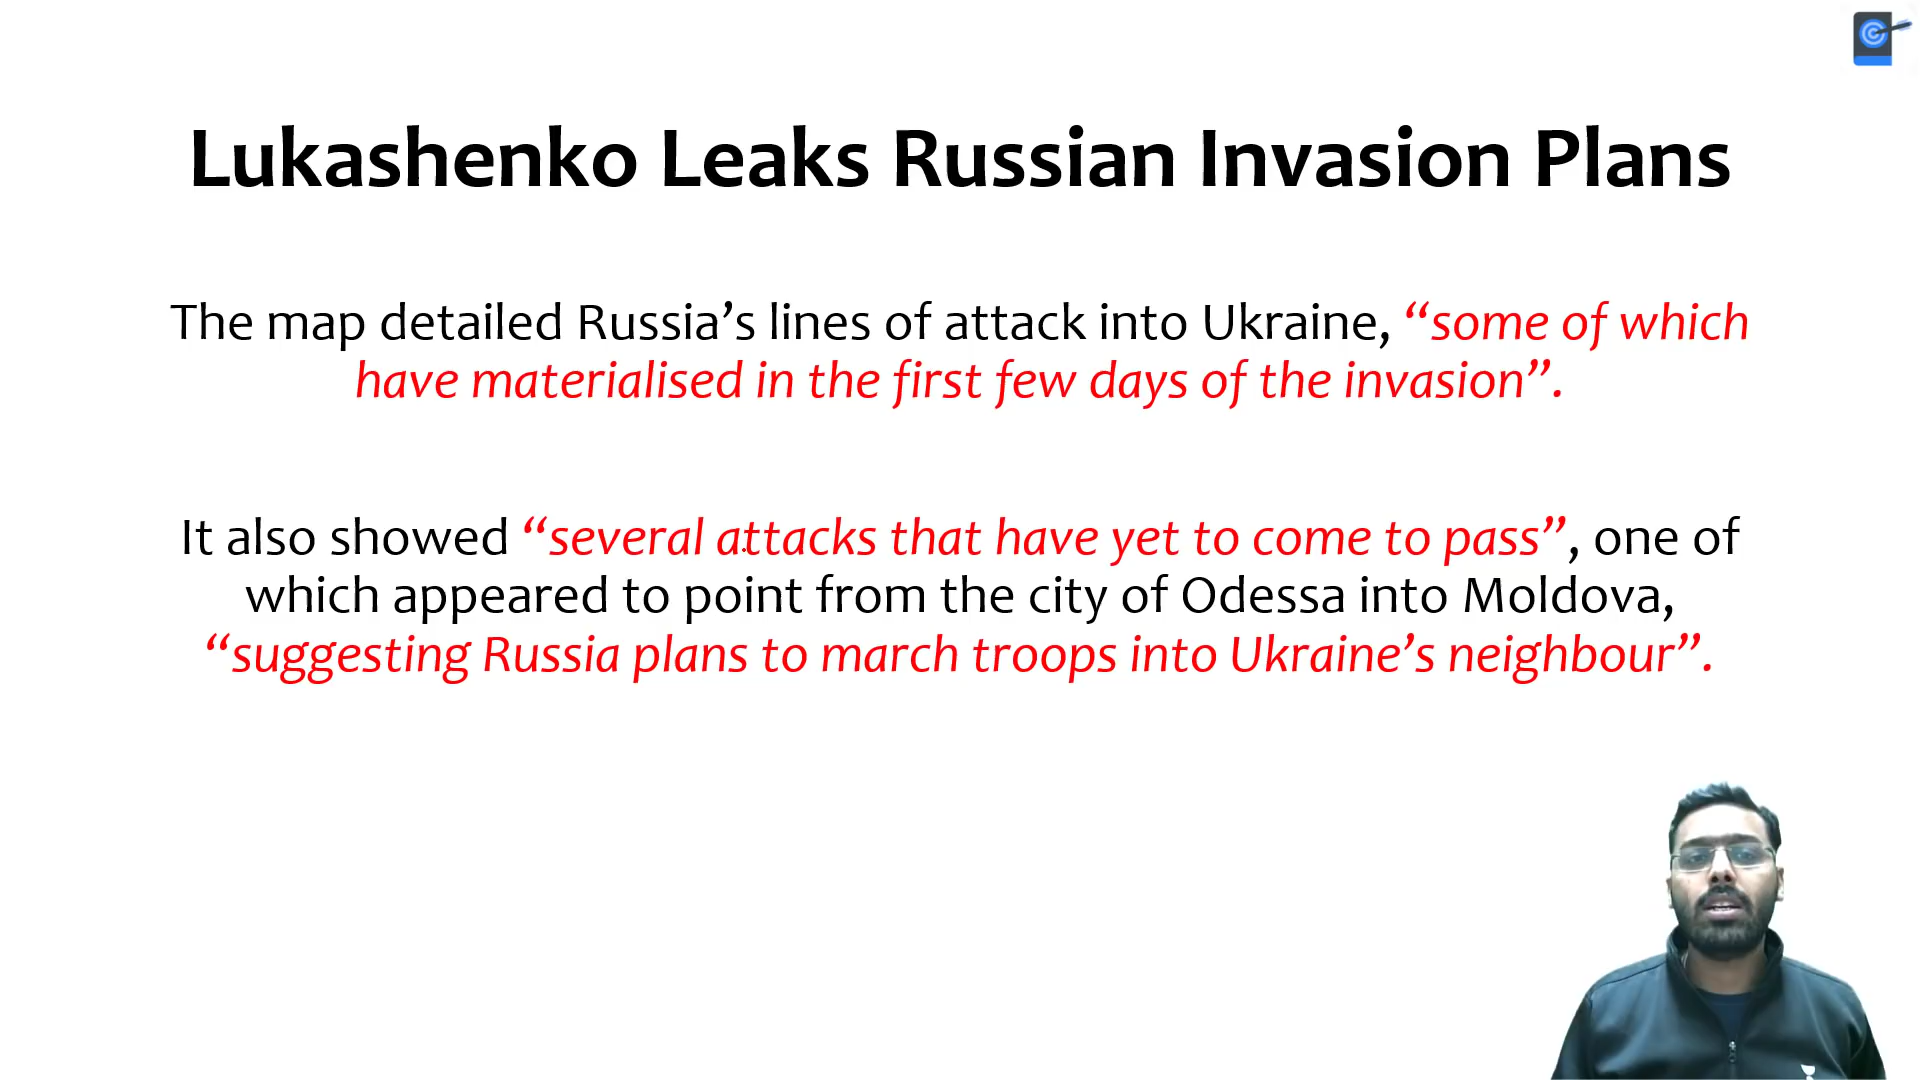 Lukashenko Leaks Russian Invasion Plans
The map detailed Russia’s lines of attack into Ukraine, “some of which
have materialised in the first few days of the invasion”.
It also showed “several attacks that have yet to come to pass”, one of
which appeared to point from the city of Odessa into Moldova,
“suggesting Russia plans to march troops into Ukraine’s neighbour”.